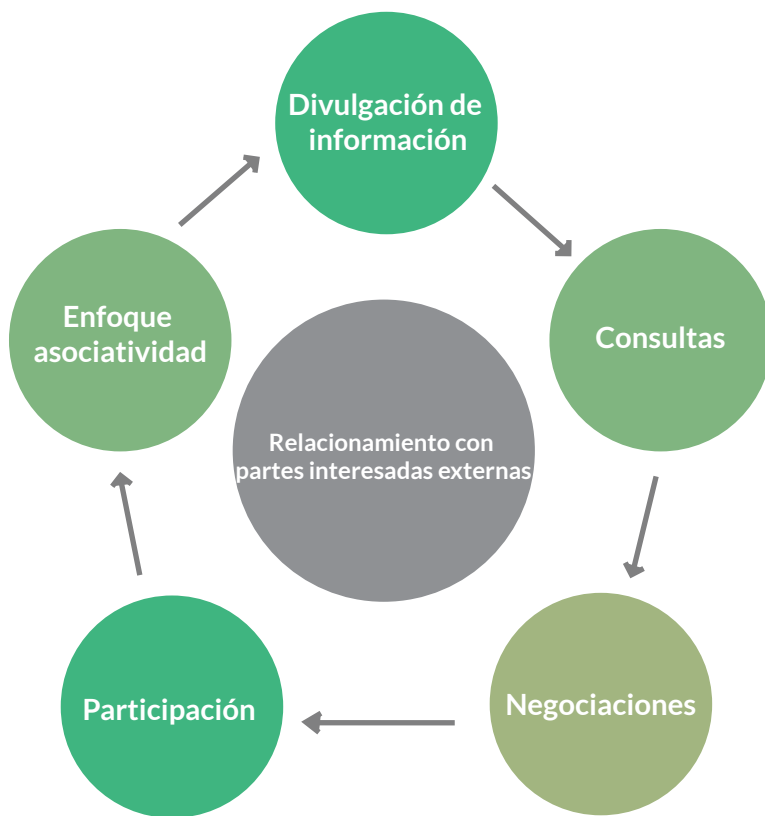 Divulgación de
información
Consultas
Negociaciones
Participación
Enfoque
asociatividad
Relacionamiento con
partes interesadas externas